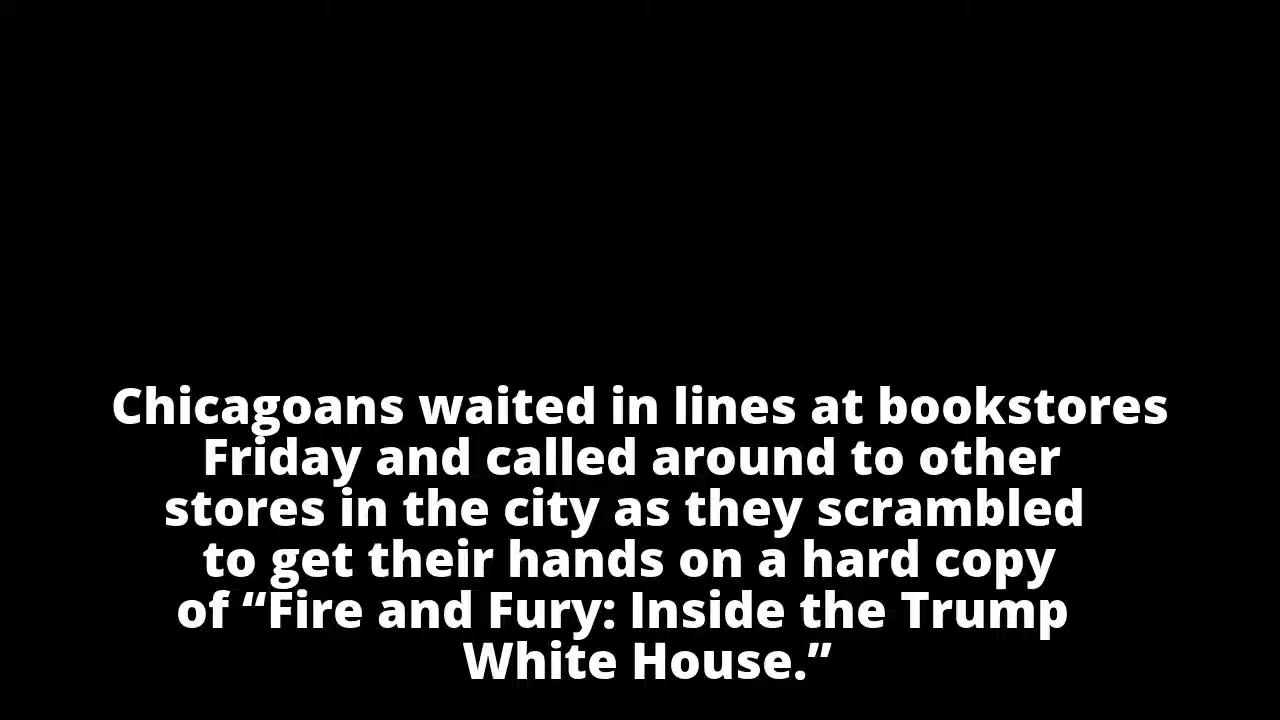 Chicagoans waited in lines at bookstores
Friday and called around to other
stores in the city as they scrambled
to get their hands on a hard copy
of “Fire and Fury: Inside the Trump
White House.”